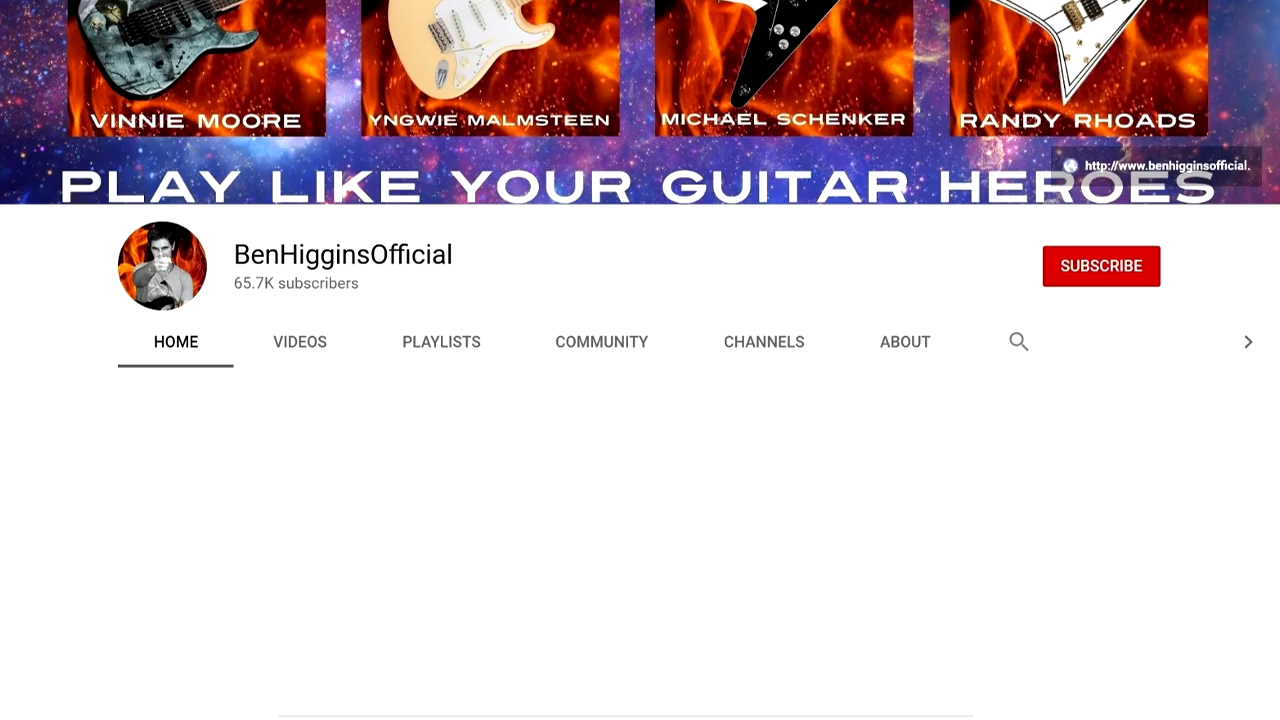 VINNIE MOORE
YNGWIE MALMSTEEN
MICHAEL SCHENKER
RANDY RHOADS
http://www.benhigginsofficial.
PLAY LIKE YOUR GUITAR HEROES
BenHigginsOfficial
65.7K subscribers
SUBSCRIBE
HOME
VIDEOS
PLAYLISTS
COMMUNITY
CHANNELS
ABOUT